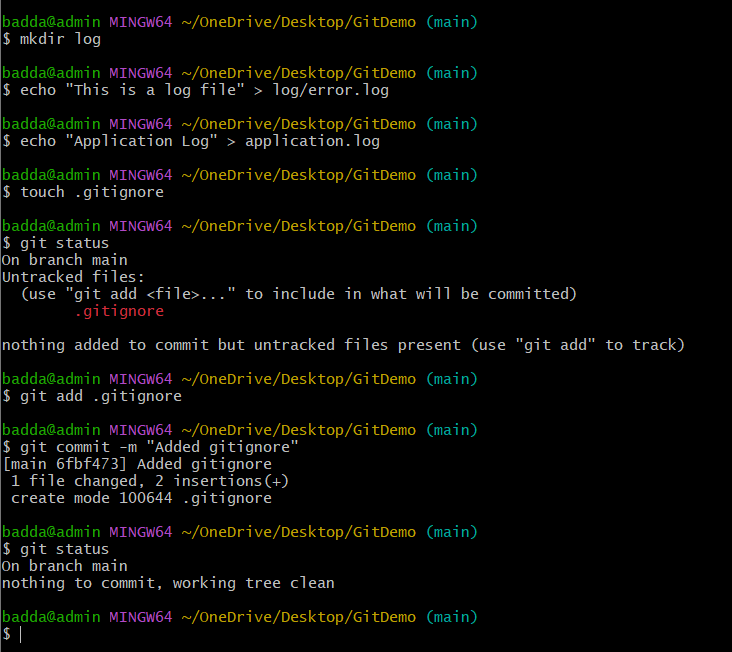 badda@admin MINGW64 ~/OneDrive/Desktop/GitDemo (main)
$ mkdir log
badda@admin MINGW64 ~/OneDrive/Desktop/GitDemo (main)
$ echo "This is a log file" > log/error.log
badda@admin MINGW64 ~/OneDrive/Desktop/GitDemo (main)
$ echo "Application Log" > application.log
badda@admin MINGW64 ~/OneDrive/Desktop/GitDemo (main)
$ touch .gitignore
badda@admin MINGW64 ~/OneDrive/Desktop/GitDemo (main)
$ git status
On branch main
Untracked files:
  (use "git add <file>..." to include in what will be committed)
        .gitignore
nothing added to commit but untracked files present (use "git add" to track)
badda@admin MINGW64 ~/OneDrive/Desktop/GitDemo (main)
$ git add .gitignore
badda@admin MINGW64 ~/OneDrive/Desktop/GitDemo (main)
$ git commit -m "Added gitignore"
[main 6fbf473] Added gitignore
 1 file changed, 2 insertions(+)
 create mode 100644 .gitignore
badda@admin MINGW64 ~/OneDrive/Desktop/GitDemo (main)
$ git status
On branch main
nothing to commit, working tree clean
badda@admin MINGW64 ~/OneDrive/Desktop/GitDemo (main)
$